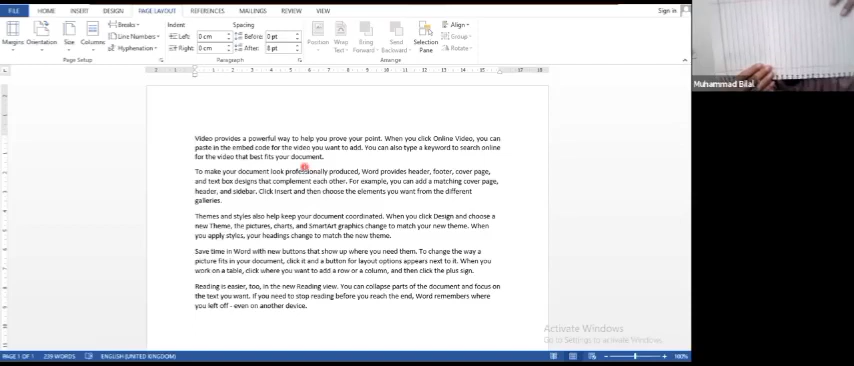 FILE HOME INSERT DESIGN PAGE LAYOUT REFERENCES MAILINGS REVIEW VIEW Sign in
Breaks Indent Spacing Align
Line Numbers Left: 0 cm Before: 0 pt Group
Margins Orientation Size Columns Hyphenation Right: 0 cm After: 8 pt Position Wrap Text Bring Forward Send Backward Selection Pane Rotate
Page Setup Paragraph Arrange
Muhammad Bilal
Video provides a powerful way to help you prove your point. When you click Online Video, you can
paste in the embed code for the video you want to add. You can also type a keyword to search online
for the video that best fits your document.
To make your document look professionally produced, Word provides header, footer, cover page,
and text box designs that complement each other. For example, you can add a matching cover page,
header, and sidebar. Click Insert and then choose the elements you want from the different
galleries.
Themes and styles also help keep your document coordinated. When you click Design and choose a
new Theme, the pictures, charts, and SmartArt graphics change to match your new theme. When
you apply styles, your headings change to match the new theme.
Save time in Word with new buttons that show up where you need them. To change the way a
picture fits in your document, click it and a button for layout options appears next to it. When you
work on a table, click where you want to add a row or a column, and then click the plus sign.
Reading is easier, too, in the new Reading view. You can collapse parts of the document and focus on
the text you want. If you need to stop reading before you reach the end, Word remembers where
you left off - even on another device.
Activate Windows
Go to Settings to activate Windows.
PAGE 1 OF 1 239 WORDS ENGLISH (UNITED KINGDOM) 100%